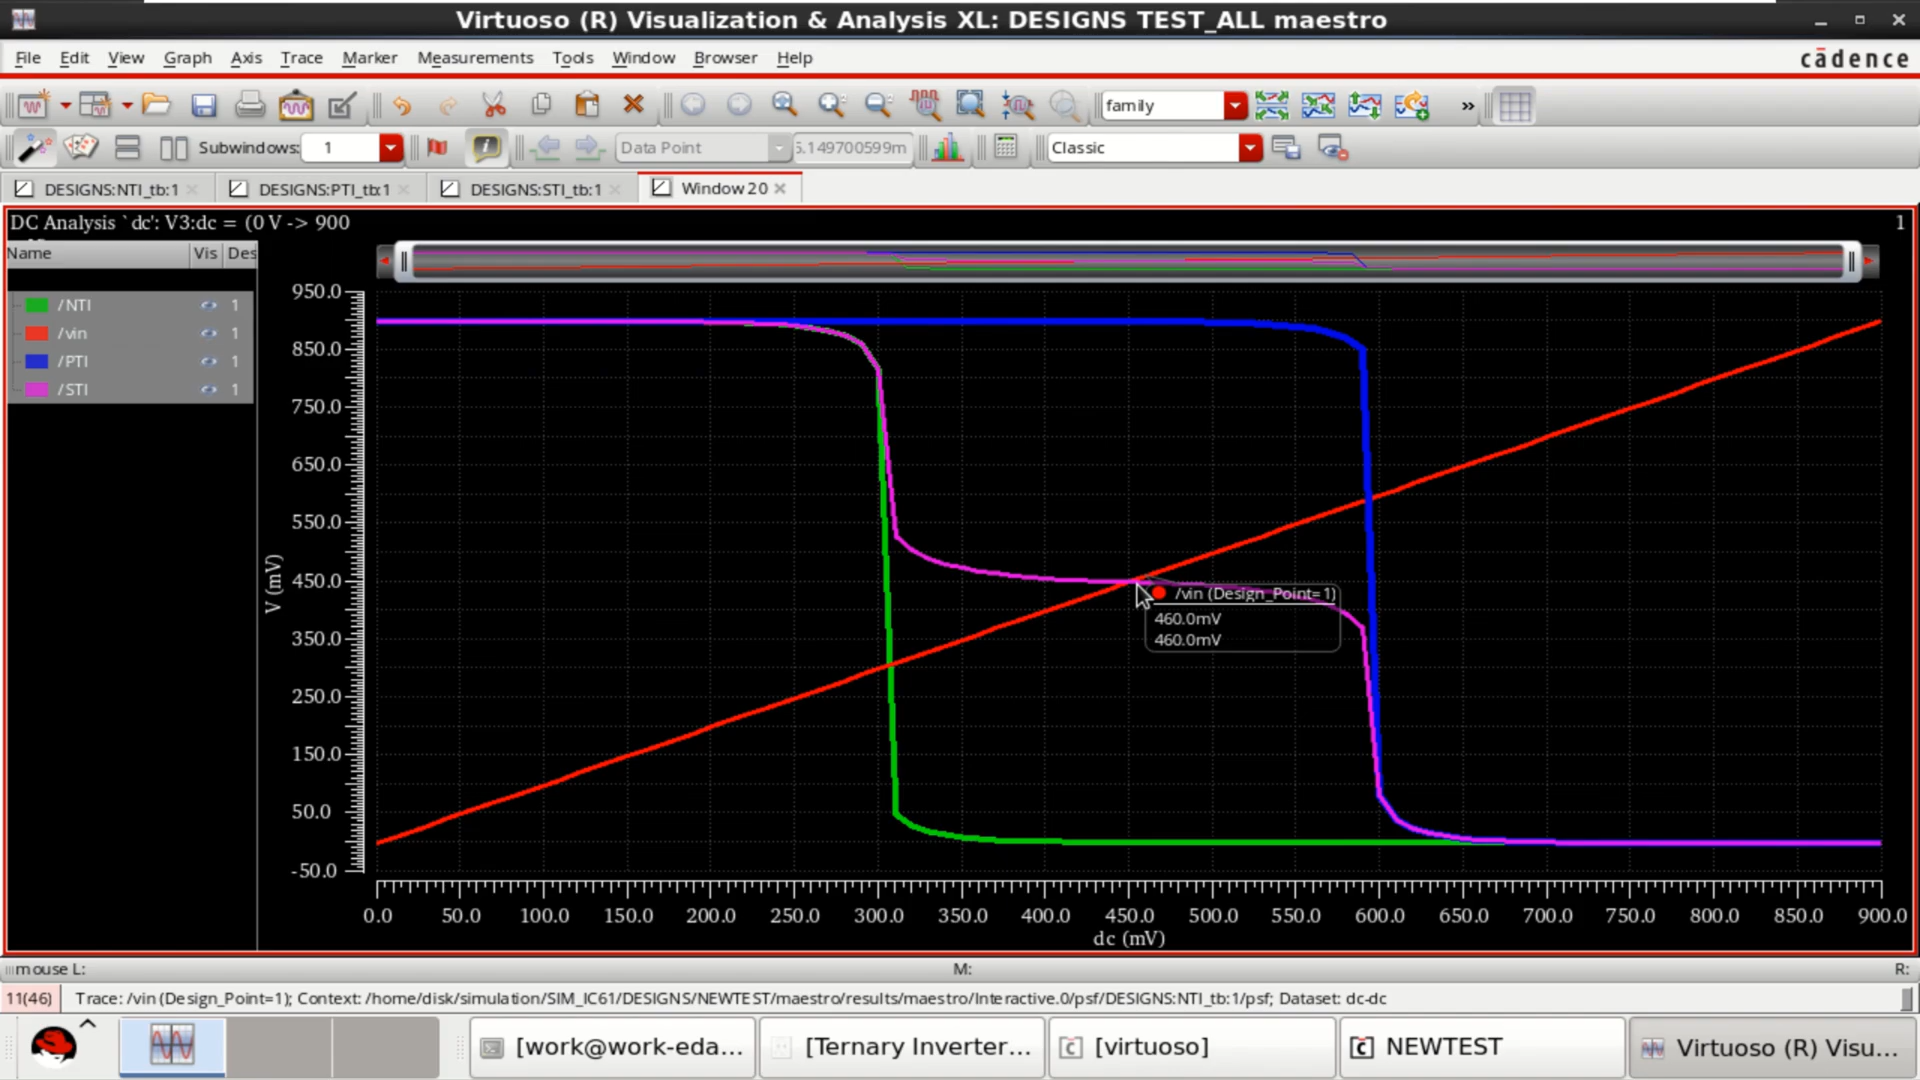 Virtuoso (R) Visualization & Analysis XL: DESIGNS TEST_ALL maestro
File Edit View Graph Axis Trace Marker Measurements Tools Window Browser Help
cādence
family
»
Subwindows: 1
Data Point
5.149700599m
Classic
DESIGNS:NTI_tb:1 DESIGNS:PTI_tb:1 DESIGNS:STI_tb:1 Window 20
DC Analysis `dc': V3:dc = (0 V -> 900
1
Name Vis Des
/NTI 1
/vin 1
/PTI 1
/STI 1
950.0
850.0
750.0
650.0
550.0
450.0
350.0
250.0
150.0
50.0
-50.0
V (mV)
/vin (Design_Point=1)
460.0mV
460.0mV
0.0 50.0 100.0 150.0 200.0 250.0 300.0 350.0 400.0 450.0 500.0 550.0 600.0 650.0 700.0 750.0 800.0 850.0 900.0
dc (mV)
mouse L: M: R:
11(46) Trace: /vin (Design_Point=1); Context: /home/disk/simulation/SIM_IC61/DESIGNS/NEWTEST/maestro/results/maestro/Interactive.0/psf/DESIGNS:NTI_tb:1/psf; Dataset: dc-dc
[work@work-eda... [Ternary Inverter... [virtuoso] NEWTEST Virtuoso (R) Visu...